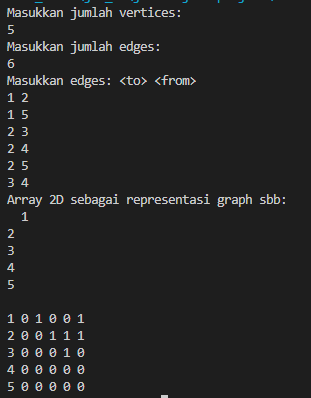 Masukkan jumlah vertices:
5
Masukkan jumlah edges:
6
Masukkan edges: <to> <from>
1 2
1 5
2 3
2 4
2 5
3 4
Array 2D sebagai representasi graph sbb:
  1
2
3
4
5

1 0 1 0 0 1
2 0 0 1 1 1
3 0 0 0 1 0
4 0 0 0 0 0
5 0 0 0 0 0